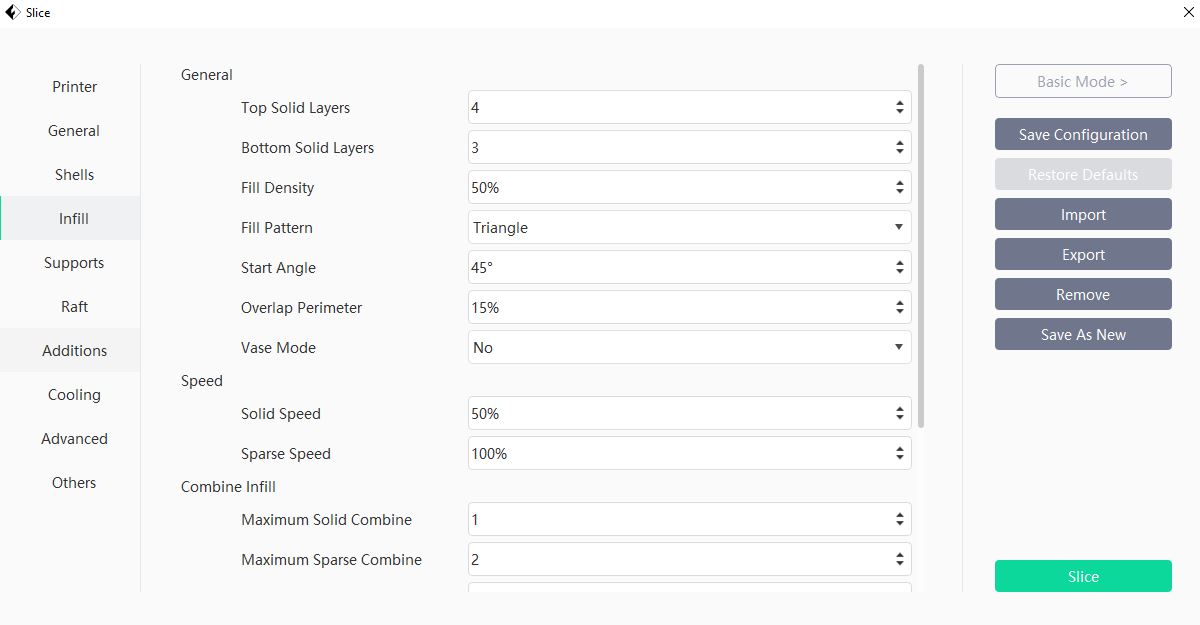 Slice
Printer
General
Shells
Infill
Supports
Raft
Additions
Cooling
Advanced
Others
General
Top Solid Layers 4
Bottom Solid Layers 3
Fill Density 50%
Fill Pattern Triangle
Start Angle 45°
Overlap Perimeter 15%
Vase Mode No
Speed
Solid Speed 50%
Sparse Speed 100%
Combine Infill
Maximum Solid Combine 1
Maximum Sparse Combine 2
Basic Mode >
Save Configuration
Restore Defaults
Import
Export
Remove
Save As New
Slice